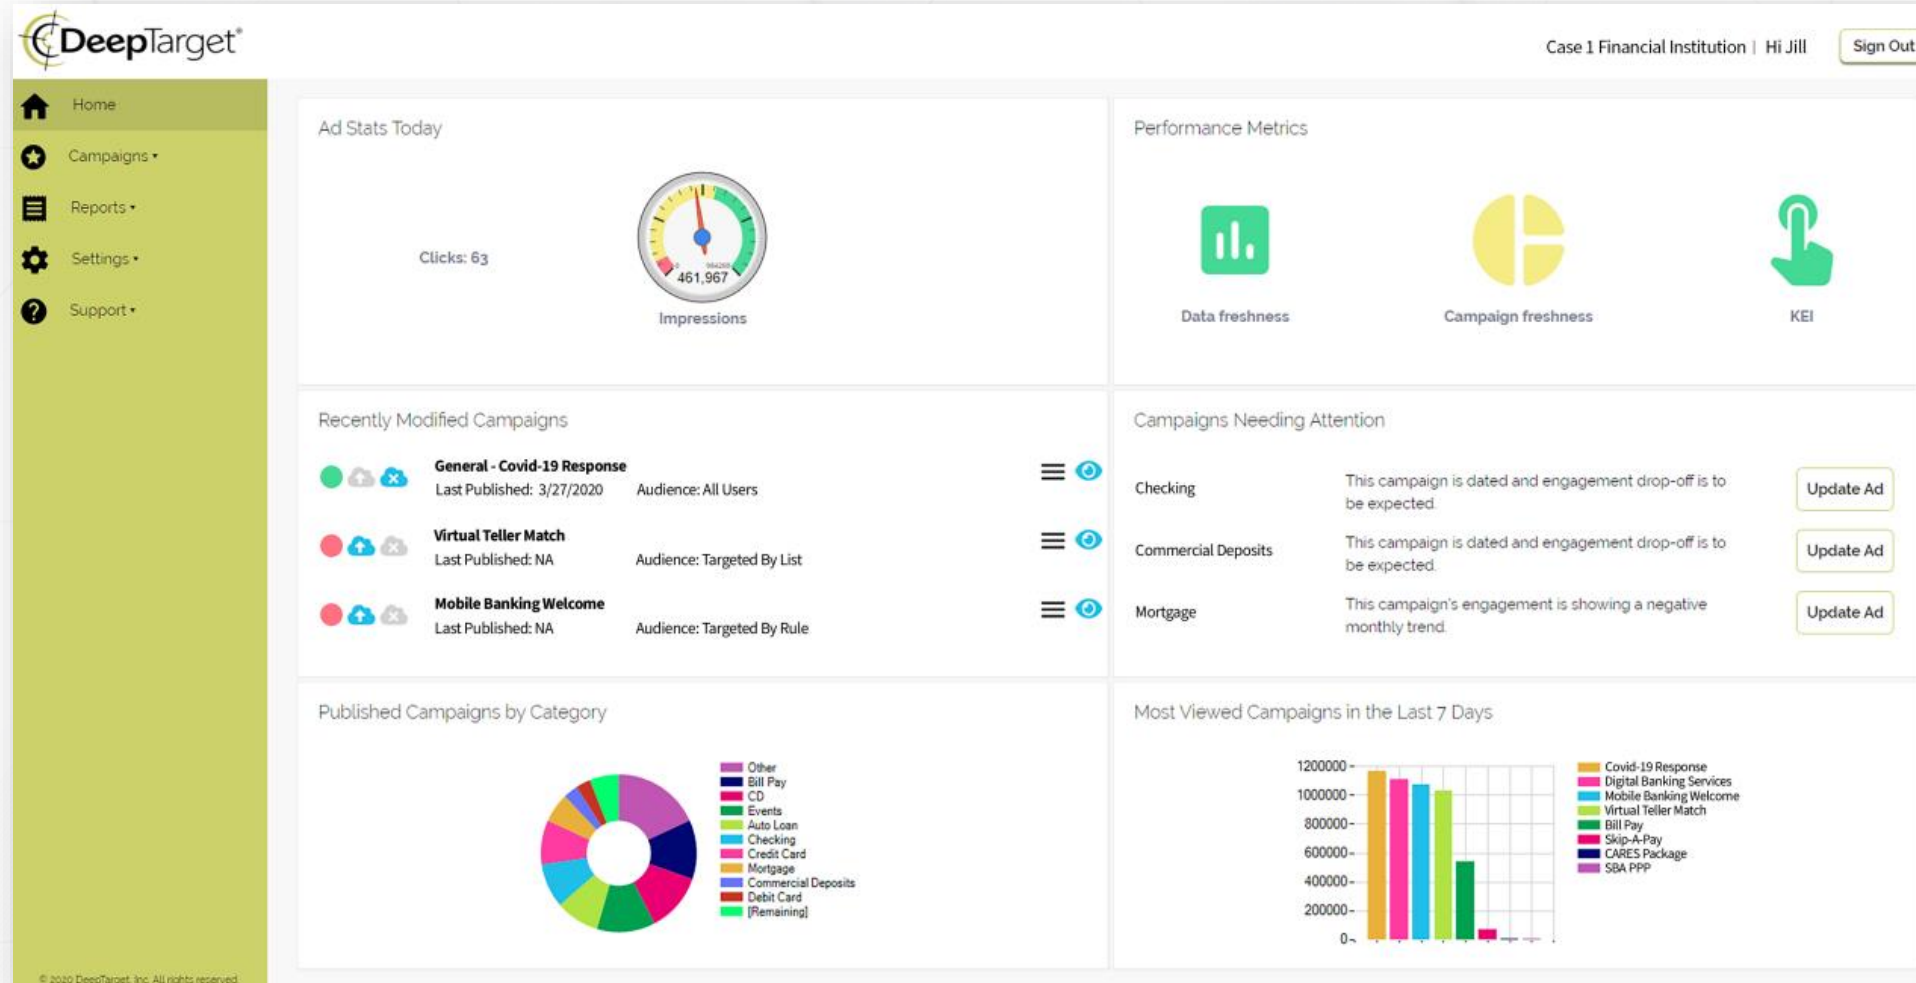 DeepTarget®
Case 1 Financial Institution | Hi Jill
Sign Out
Home
Campaigns
Reports
Settings
Support
© 2020 DeepTarget, Inc. All rights reserved.
Ad Stats Today
Clicks: 63
0
461,967
Impressions
Performance Metrics
Data freshness
Campaign freshness
KEI
Recently Modified Campaigns
General - Covid-19 Response
Last Published: 3/27/2020 Audience: All Users
Virtual Teller Match
Last Published: NA Audience: Targeted By List
Mobile Banking Welcome
Last Published: NA Audience: Targeted By Rule
Campaigns Needing Attention
Checking
This campaign is dated and engagement drop-off is to
be expected.
Update Ad
Commercial Deposits
This campaign is dated and engagement drop-off is to
be expected.
Update Ad
Mortgage
This campaign's engagement is showing a negative
monthly trend.
Update Ad
Published Campaigns by Category
Other
Bill Pay
CD
Events
Auto Loan
Checking
Credit Card
Mortgage
Commercial Deposits
Debit Card
[Remaining]
Most Viewed Campaigns in the Last 7 Days
1200000
1000000
800000
600000
400000
200000
0
Covid-19 Response
Digital Banking Services
Mobile Banking Welcome
Virtual Teller Match
Bill Pay
Skip-A-Pay
CARES Package
SBA PPP